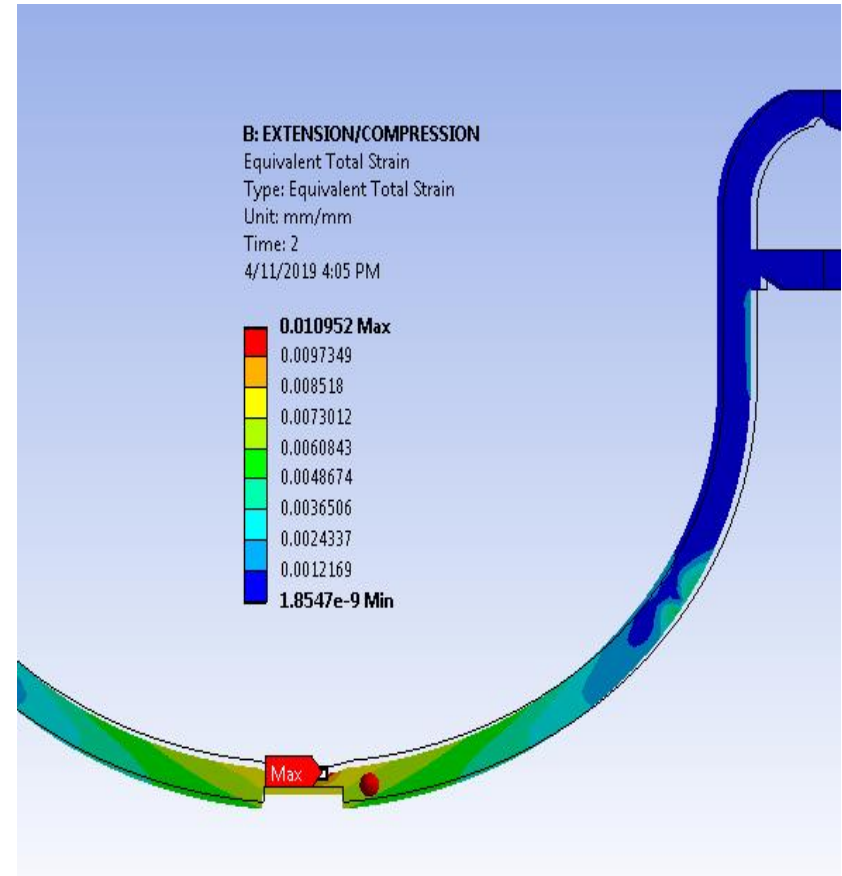 B: EXTENSION/COMPRESSION
Equivalent Total Strain
Type: Equivalent Total Strain
Unit: mm/mm
Time: 2
4/11/2019 4:05 PM
0.010952 Max
0.0097349
0.008518
0.0073012
0.0060843
0.0048674
0.0036506
0.0024337
0.0012169
1.8547e-9 Min
Max